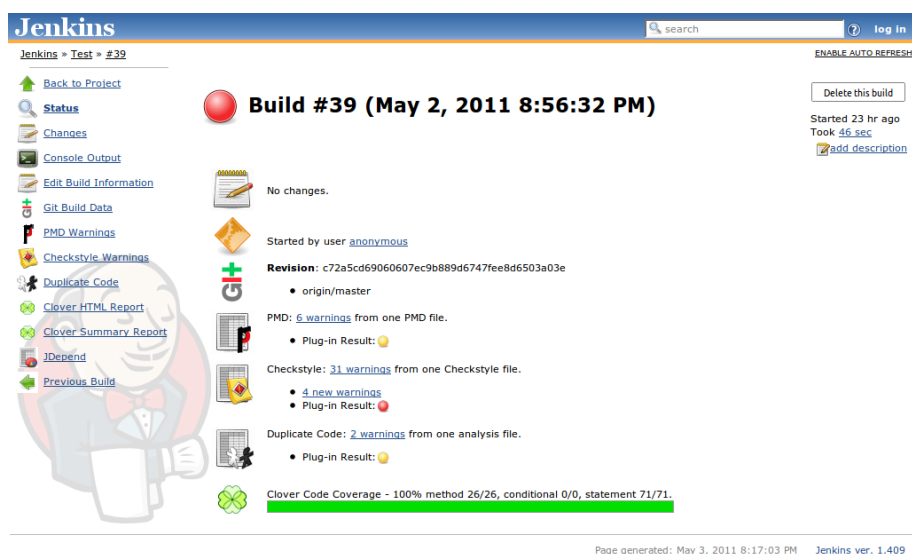 Jenkins
search
log in
Jenkins » Test » #39
ENABLE AUTO REFRESH
Back to Project
Status
Changes
Console Output
Edit Build Information
Git Build Data
PMD Warnings
Checkstyle Warnings
Duplicate Code
Clover HTML Report
Clover Summary Report
JDepend
Previous Build
Build #39 (May 2, 2011 8:56:32 PM)
Delete this build
Started 23 hr ago
Took 46 sec
add description
No changes.
Started by user anonymous
Git
Revision: c72a5cd69060607ec9b889d6747fee8d6503a03e
• origin/master
PMD: 6 warnings from one PMD file.
• Plug-in Result:
Checkstyle: 31 warnings from one Checkstyle file.
• 4 new warnings
• Plug-in Result:
Duplicate Code: 2 warnings from one analysis file.
• Plug-in Result:
Clover Code Coverage - 100% method 26/26, conditional 0/0, statement 71/71.
Page generated: May 3, 2011 8:17:03 PM Jenkins ver. 1.409